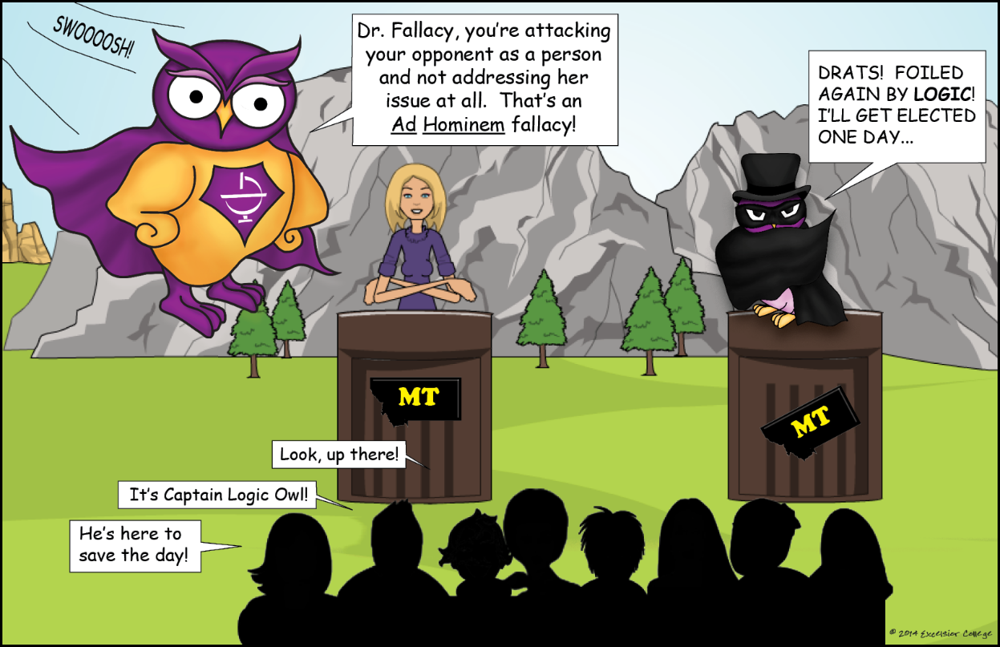 SWOOOOSH!
Dr. Fallacy, you're attacking
your opponent as a person
and not addressing her
issue at all.  That's an
Ad Hominem fallacy!
DRATS!  FOILED
AGAIN BY LOGIC!
I'LL GET ELECTED
ONE DAY...
MT
MT
Look, up there!
It's Captain Logic Owl!
He's here to
save the day!
© 2014 Excelsior College